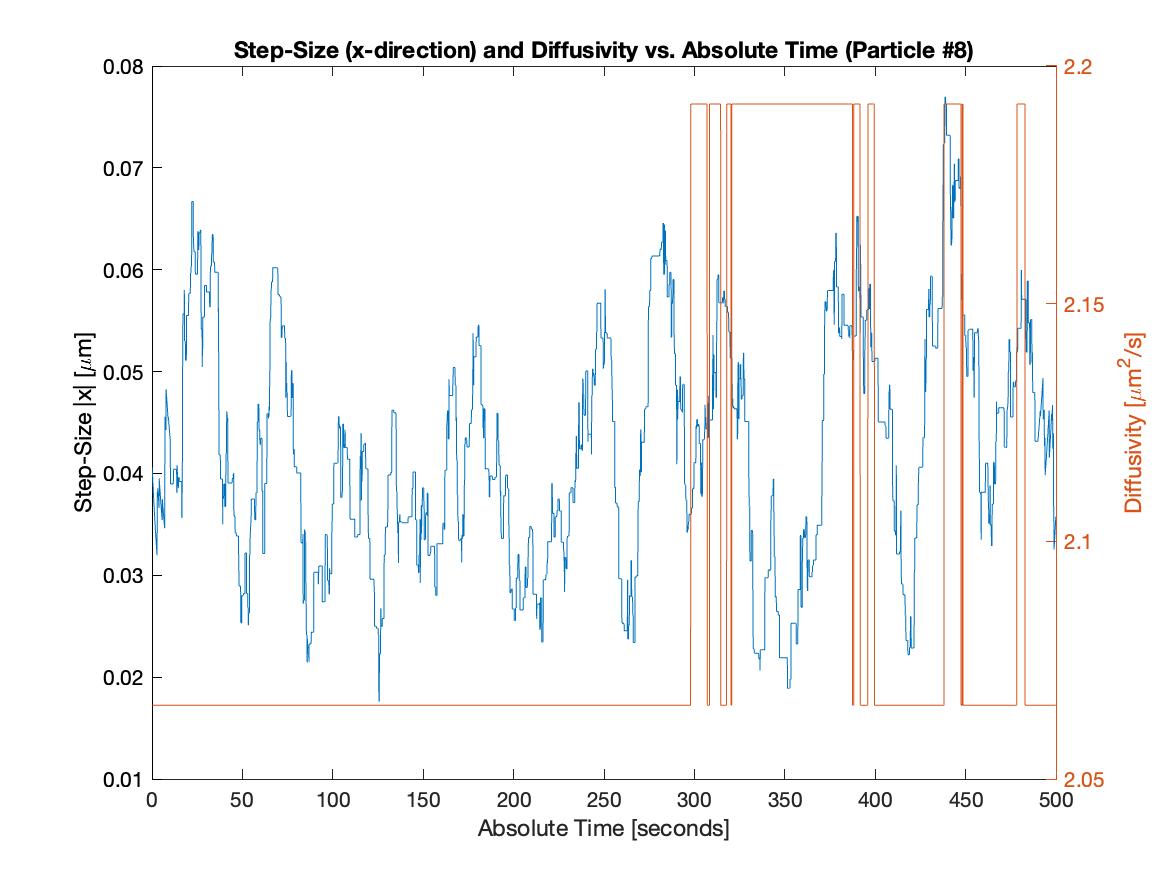 Step-Size (x-direction) and Diffusivity vs. Absolute Time (Particle #8)
0.08
0.07
0.06
0.05
0.04
0.03
0.02
0.01
Step-Size |x| [μm]
2.2
2.15
2.1
2.05
Diffusivity [μm²/s]
0 50 100 150 200 250 300 350 400 450 500
Absolute Time [seconds]